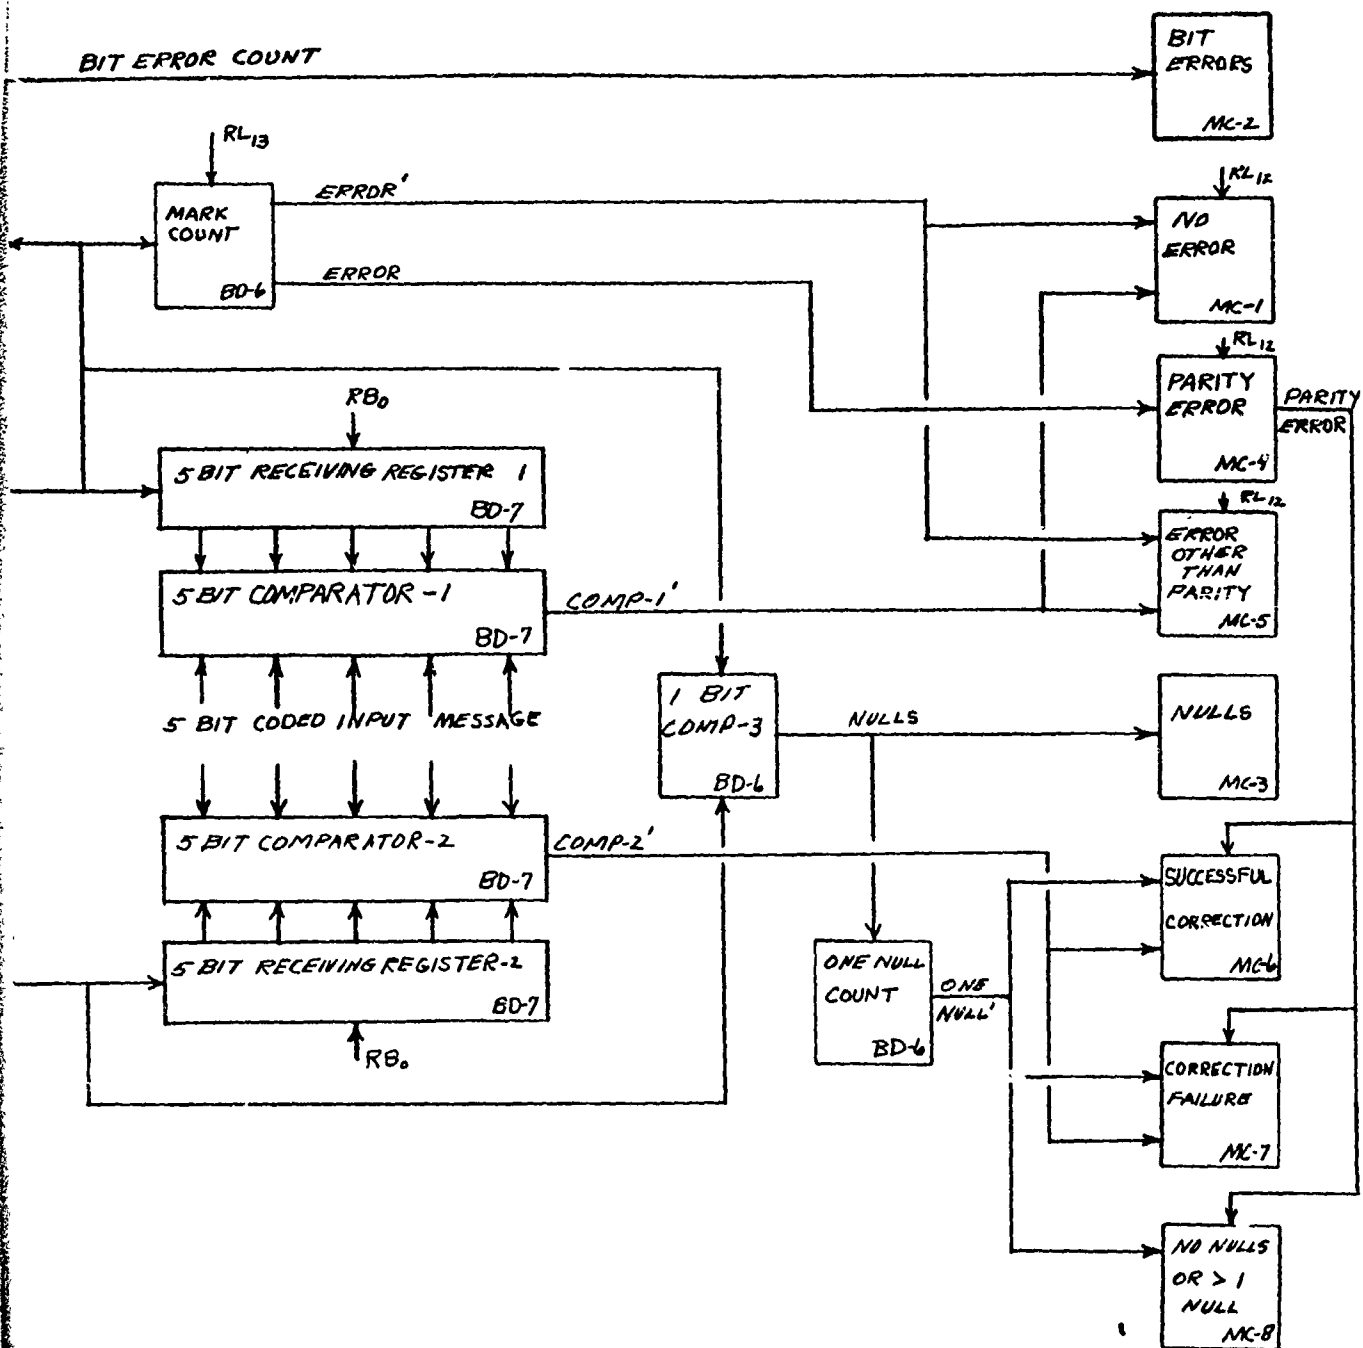 BIT ERROR COUNT
BIT
ERRORS
MC-2
RL13
MARK
COUNT
BD-6
ERROR'
ERROR
RL12
NO
ERROR
MC-1
RL12
PARITY
ERROR
MC-4
PARITY
ERROR
RB0
5 BIT RECEIVING REGISTER 1
BD-7
5 BIT COMPARATOR -1
BD-7
COMP-1'
RL12
ERROR
OTHER
THAN
PARITY
MC-5
5 BIT CODED INPUT MESSAGE
1 BIT
COMP-3
BD-6
NULLS
NULLS
MC-3
5 BIT COMPARATOR-2
BD-7
COMP-2'
SUCCESSFUL
CORRECTION
MC-6
5 BIT RECEIVING REGISTER-2
BD-7
RB0
ONE NULL
COUNT
BD-6
ONE
NULL'
CORRECTION
FAILURE
MC-7
NO NULLS
OR > 1
NULL
MC-8